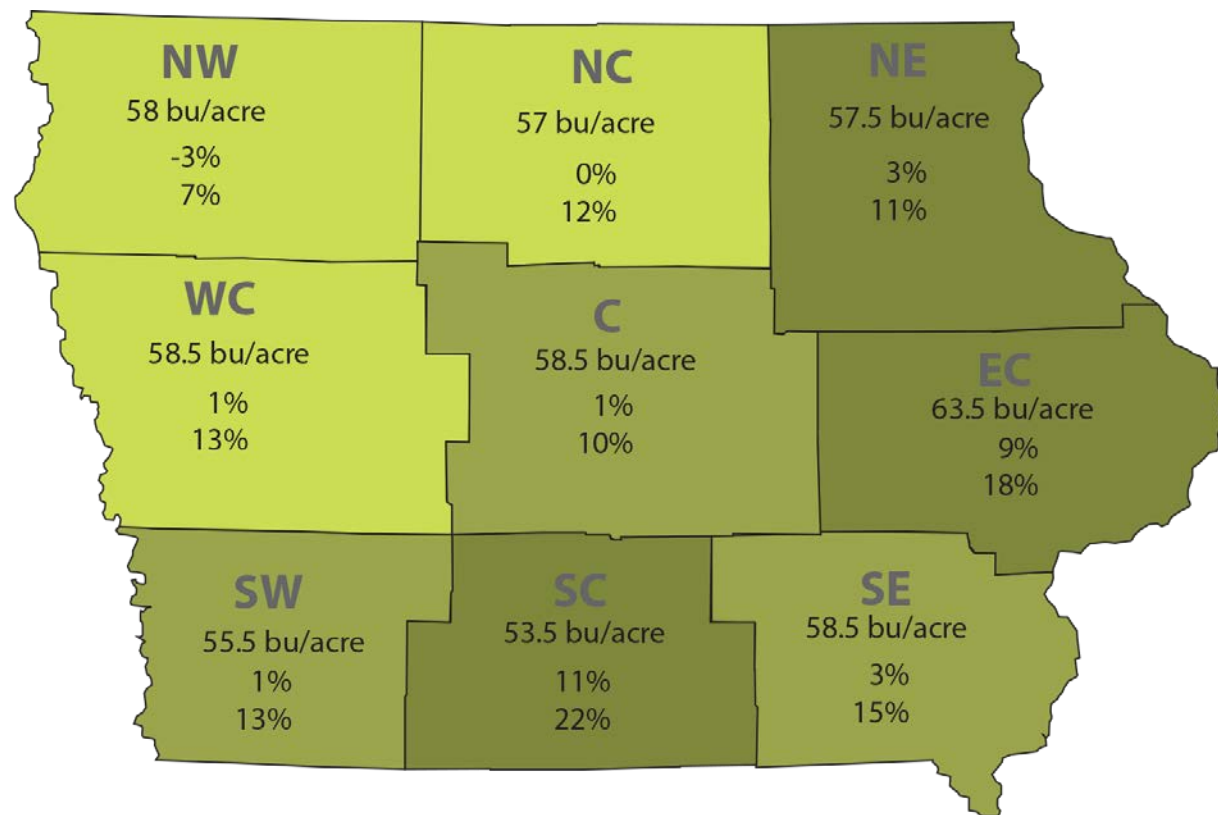 NW
58 bu/acre
-3%
7%
NC
57 bu/acre
0%
12%
NE
57.5 bu/acre
3%
11%
WC
58.5 bu/acre
1%
13%
C
58.5 bu/acre
1%
10%
EC
63.5 bu/acre
9%
18%
SW
55.5 bu/acre
1%
13%
SC
53.5 bu/acre
11%
22%
SE
58.5 bu/acre
3%
15%